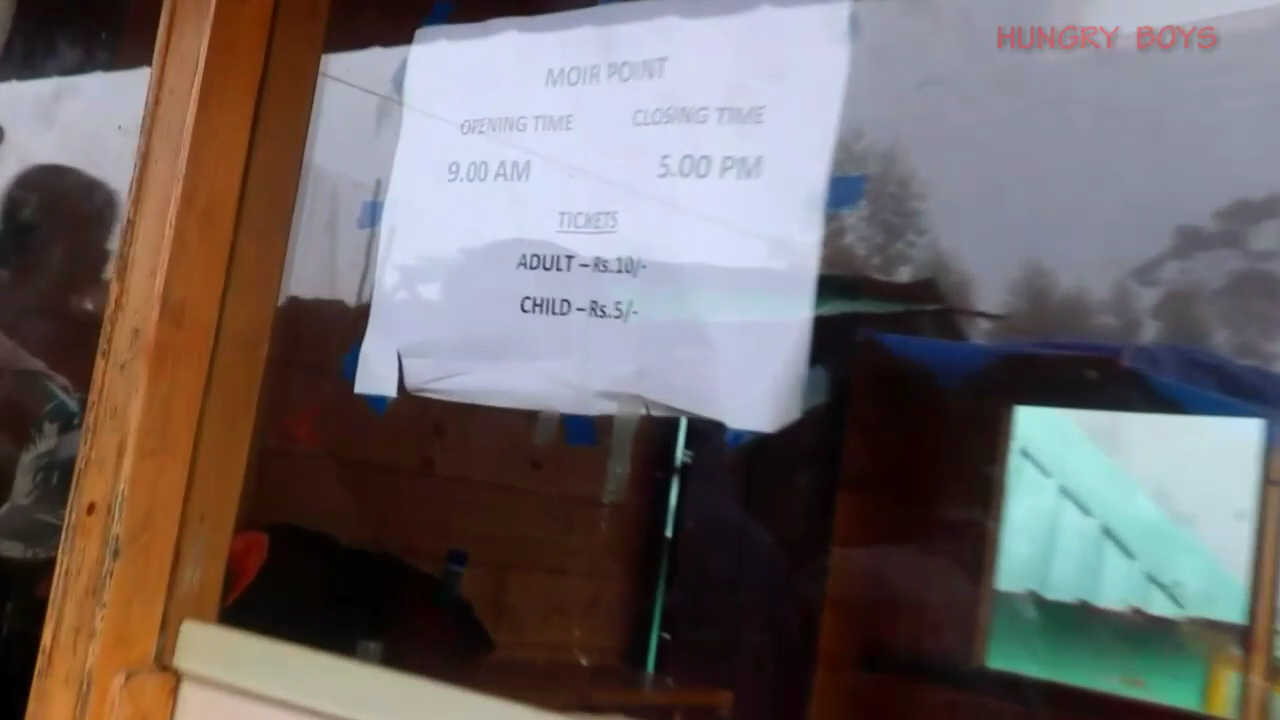 HUNGRY BOYS
MOIR POINT
OPENING TIME CLOSING TIME
9.00 AM 5.00 PM
TICKETS
ADULT – Rs.10/-
CHILD – Rs.5/-